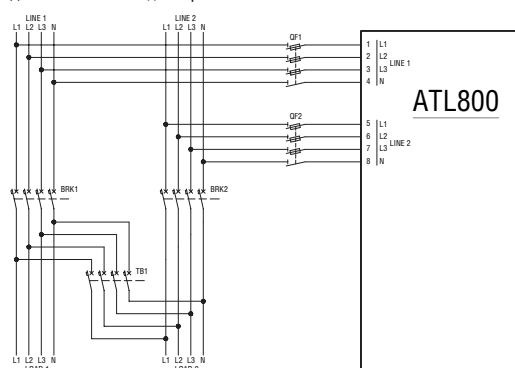 LINE 1
L1 L2 L3 N
LINE 2
L1 L2 L3 N
QF1
1 L1
2 L2
3 L3
4 N
LINE 1
ATL800
QF2
5 L1
6 L2
7 L3
8 N
LINE 2
BRK1
BRK2
TB1
L1 L2 L3 N
L1 L2 L3 N